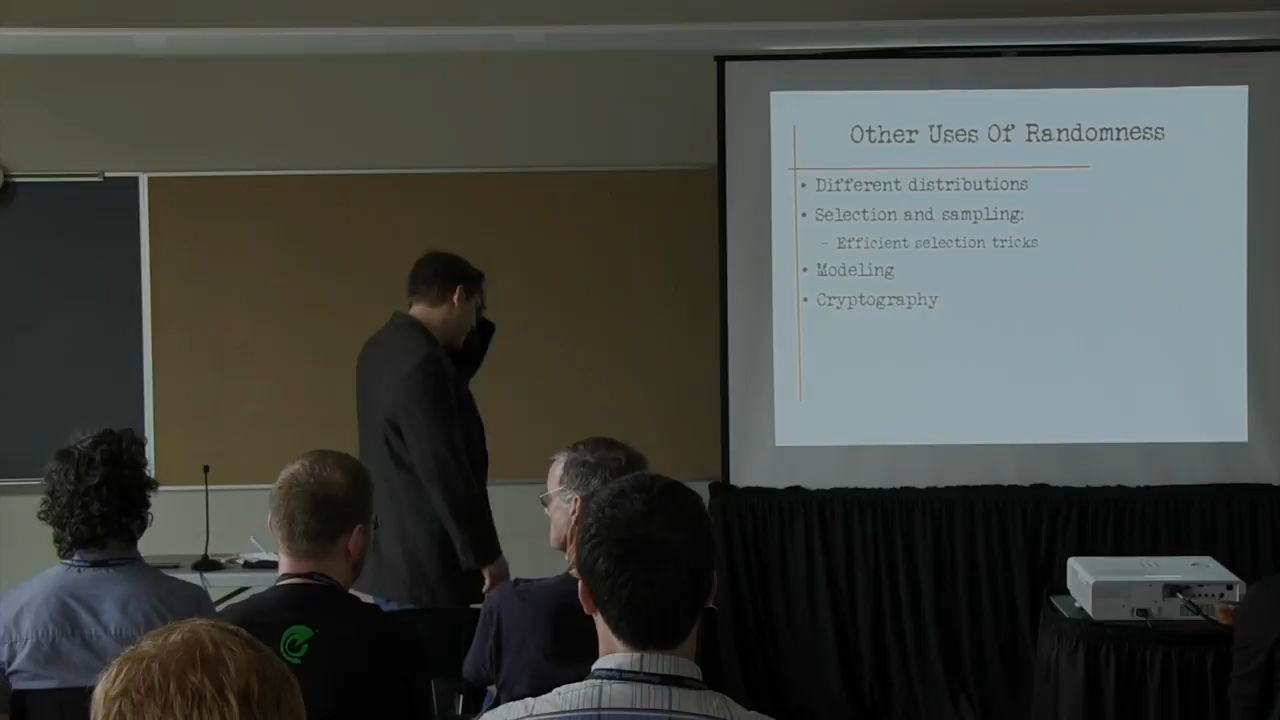 Other Uses Of Randomness
• Different distributions
• Selection and sampling:
– Efficient selection tricks
• Modeling
• Cryptography